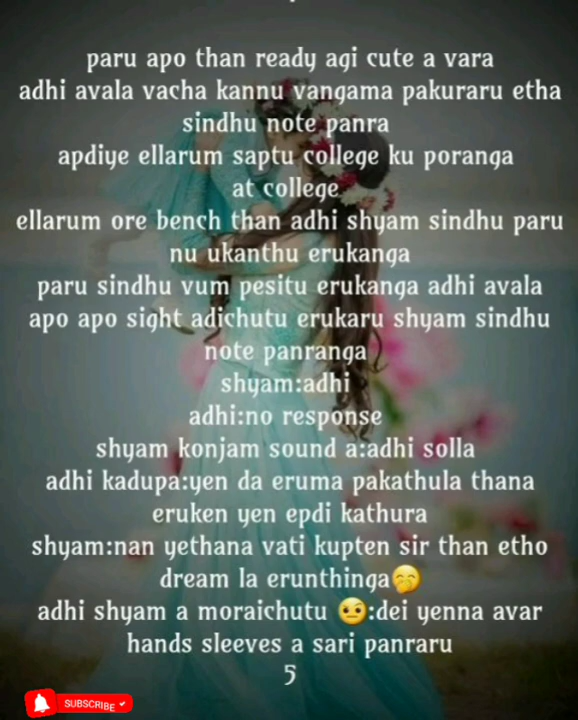 paru apo than ready agi cute a vara
adhi avala vacha kannu vangama pakuraru etha
sindhu note panra
apdiye ellarum saptu college ku poranga
at college
ellarum ore bench than adhi shyam sindhu paru
nu ukanthu erukanga
paru sindhu vum pesitu erukanga adhi avala
apo apo sight adichutu erukaru shyam sindhu
note panranga
shyam:adhi
adhi:no response
shyam konjam sound a:adhi solla
adhi kadupa:yen da eruma pakathula thana
eruken yen epdi kathura
shyam:nan yethana vati kupten sir than etho
dream la erunthinga🤭
adhi shyam a moraichutu 🤨:dei yenna avar
hands sleeves a sari panraru
5
SUBSCRIBE